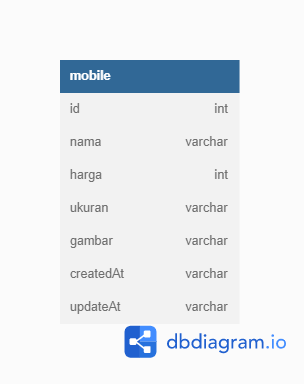 mobile
id int
nama varchar
harga int
ukuran varchar
gambar varchar
createdAt varchar
updateAt varchar
dbdiagram.io